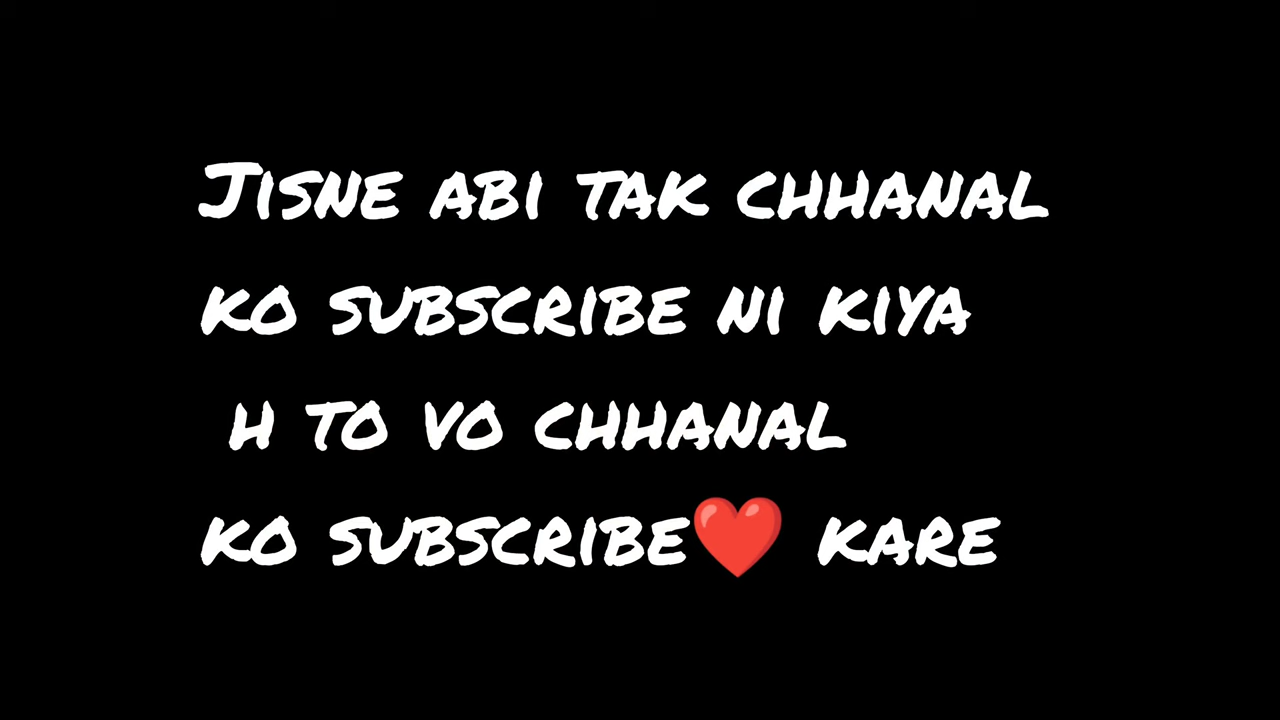 Jisne abi tak chhanal
ko subscribe ni kiya
h to vo chhanal
ko subscribe❤️ kare